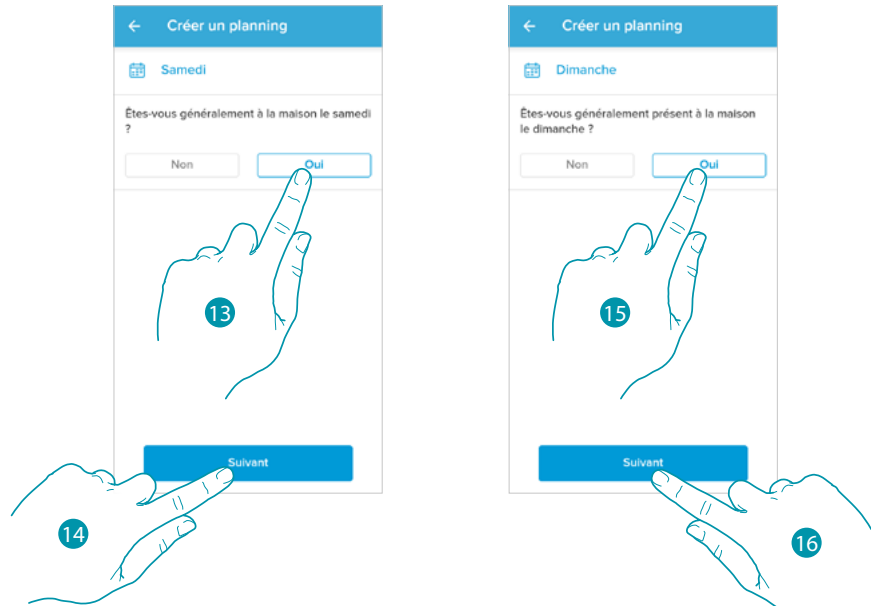 Créer un planning
Samedi
Êtes-vous généralement à la maison le samedi
?
Non
Oui
13
Suivant
14
Créer un planning
Dimanche
Êtes-vous généralement présent à la maison
le dimanche ?
Non
Oui
15
Suivant
16